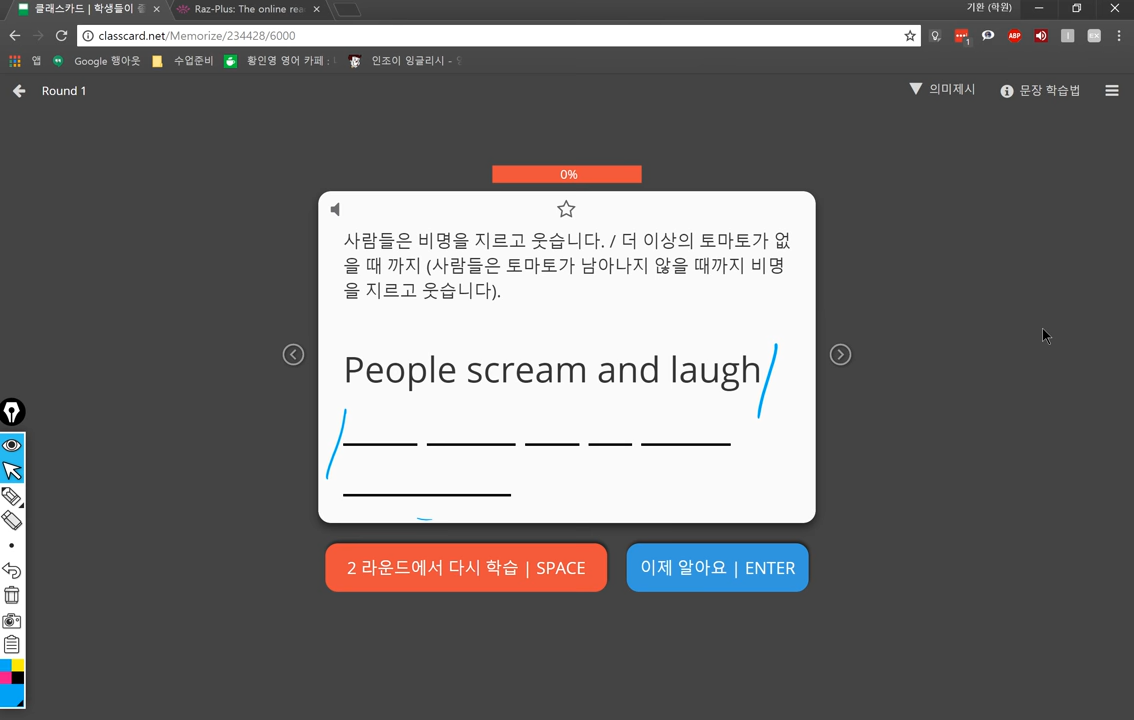 클래스카드 | 학생들이
Raz-Plus: The online rea
기환 (학원)
classcard.net/Memorize/234428/6000
1
ABP
앱
Google 행아웃
수업준비
황인영 영어 카페 :
인조이 잉글리시 -
Round 1
의미제시
문장 학습법
0%
사람들은 비명을 지르고 웃습니다. / 더 이상의 토마토가 없
을 때 까지 (사람들은 토마토가 남아나지 않을 때까지 비명
을 지르고 웃습니다).
People scream and laugh
2 라운드에서 다시 학습 | SPACE
이제 알아요 | ENTER